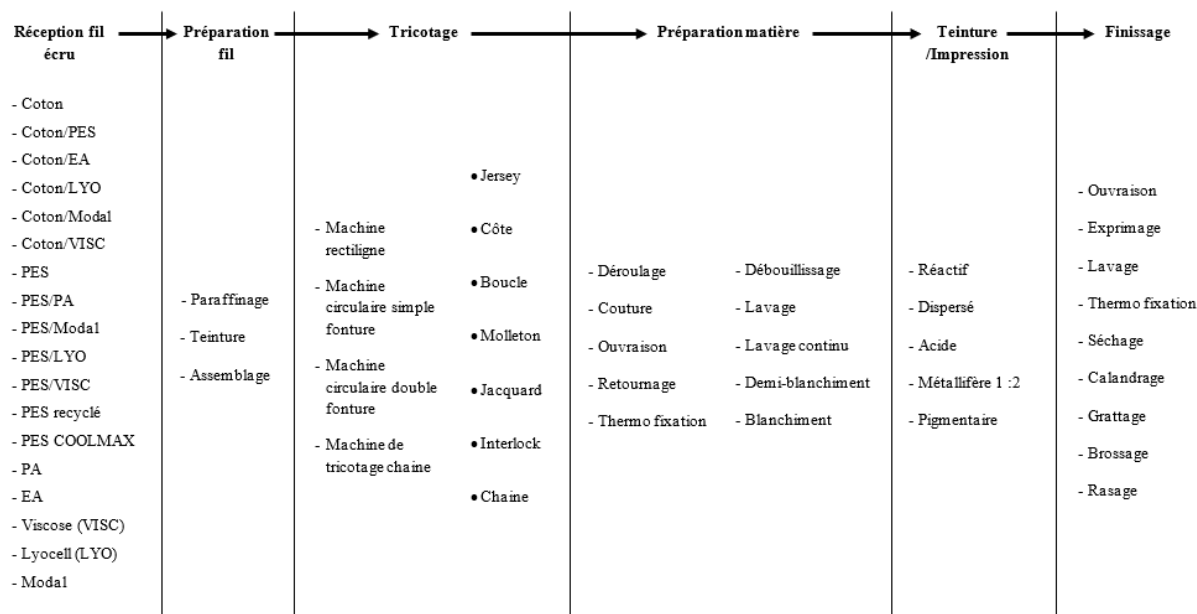 Réception fil
écru
Préparation
fil
Tricotage
Préparation matière
Teinture
/Impression
Finissage
- Coton
- Coton/PES
- Coton/EA
- Coton/LYO
- Coton/Modal
- Coton/VISC
- PES
- PES/PA
- PES/Modal
- PES/LYO
- PES/VISC
- PES recyclé
- PES COOLMAX
- PA
- EA
- Viscose (VISC)
- Lyocell (LYO)
- Modal
- Paraffinage
- Teinture
- Assemblage
- Machine
rectiligne
- Machine
circulaire simple
fonture
- Machine
circulaire double
fonture
- Machine de
tricotage chaine
• Jersey
• Côte
• Boucle
• Molleton
• Jacquard
• Interlock
• Chaine
- Déroulage
- Couture
- Ouvraison
- Retournage
- Thermo fixation
- Débouillissage
- Lavage
- Lavage continu
- Demi-blanchiment
- Blanchiment
- Réactif
- Dispersé
- Acide
- Métallifère 1 :2
- Pigmentaire
- Ouvraison
- Exprimage
- Lavage
- Thermo fixation
- Séchage
- Calandrage
- Grattage
- Brossage
- Rasage